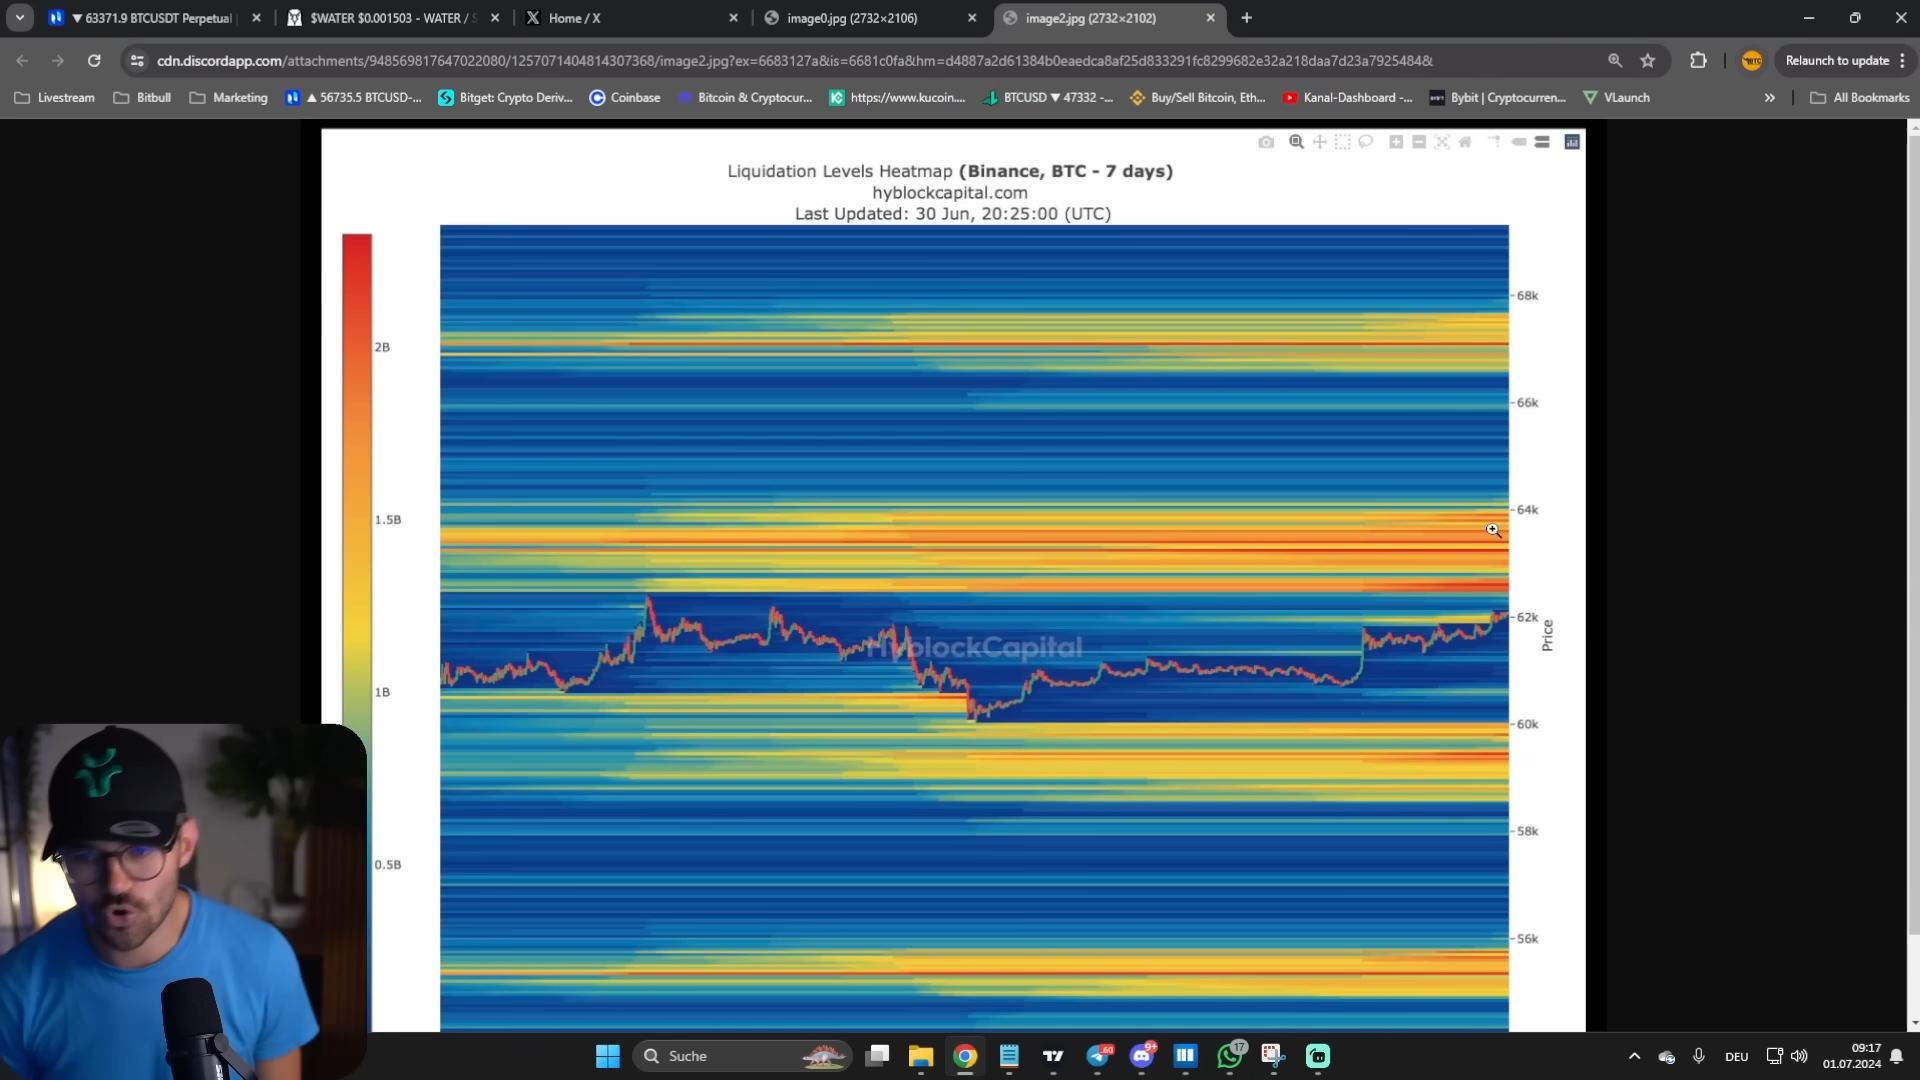 ▼ 63371.9 BTCUSDT Perpetual
$WATER $0.001503 - WATER / S
Home / X
image0.jpg (2732×2106)
image2.jpg (2732×2102)
cdn.discordapp.com/attachments/948569817647022080/1257071404814307368/image2.jpg?ex=6683127a&is=6681c0fa&hm=d4887a2d61384b0eaedca8af25d833291fc8299682e32a218daa7d23a79254844&
Relaunch to update
Livestream
Bitbull
Marketing
▲ 56735.5 BTCUSD-...
Bitget: Crypto Deriv...
Coinbase
Bitcoin & Cryptocur...
https://www.kucoin....
BTCUSD ▼ 47332 -...
Buy/Sell Bitcoin, Eth...
Kanal-Dashboard -...
Bybit | Cryptocurren...
VLaunch
»
All Bookmarks
Liquidation Levels Heatmap (Binance, BTC - 7 days)
hyblockcapital.com
Last Updated: 30 Jun, 20:25:00 (UTC)
2B
1.5B
1B
0.5B
68k
66k
64k
62k
60k
58k
56k
Price
HyblockCapital
Suche
60
9+
17
DEU
09:17
01.07.2024